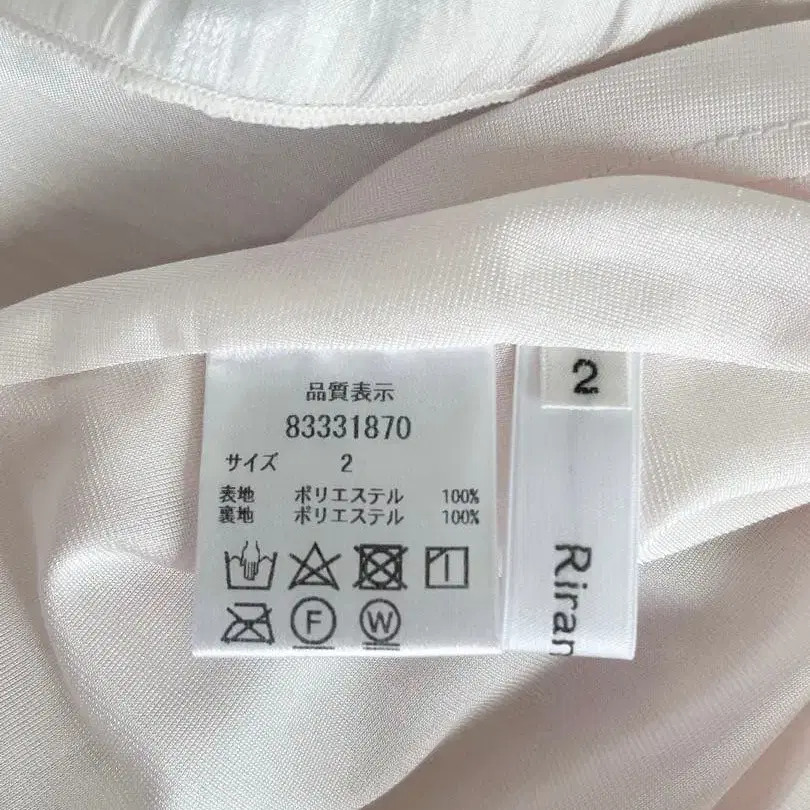 品質表示
83331870
サイズ 2
表地 ポリエステル 100%
裏地 ポリエステル 100%
F W
2
Riran